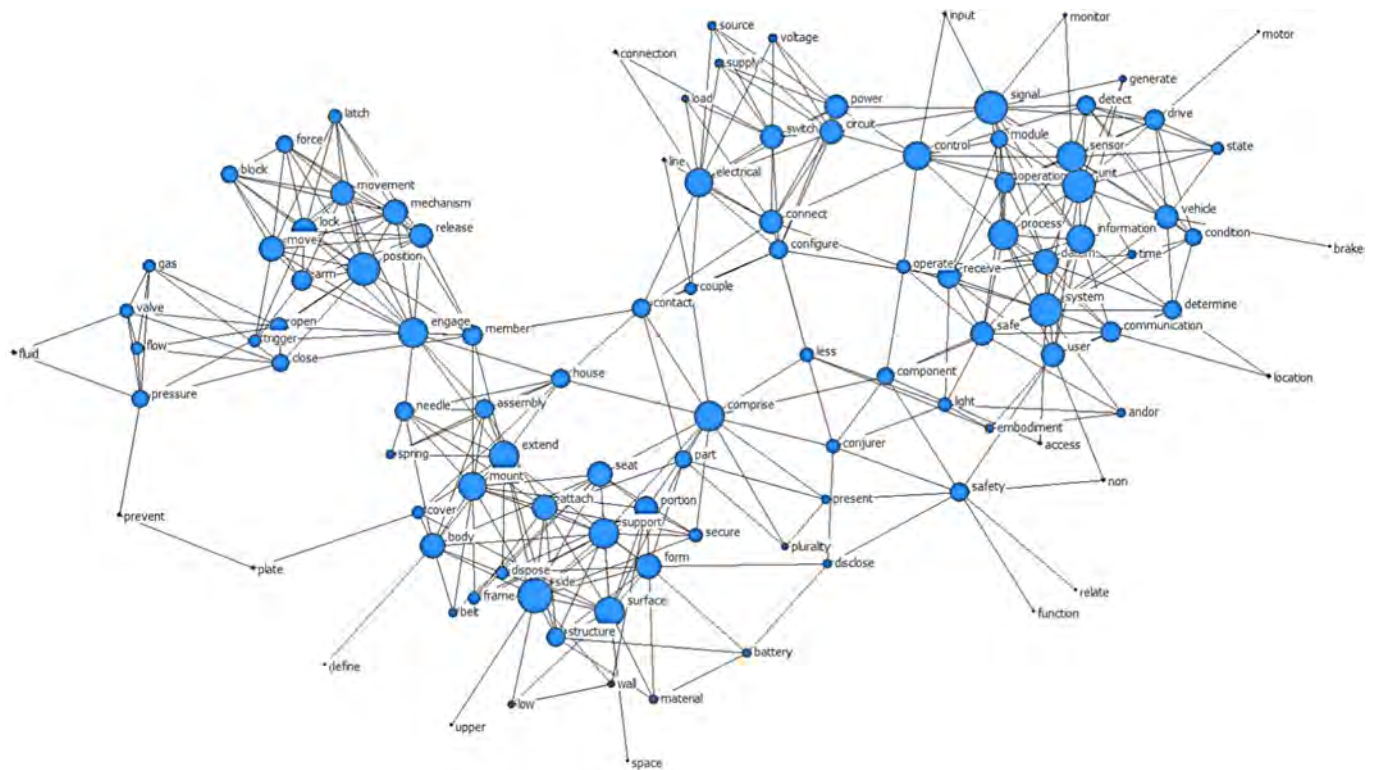 source
input
monitor
voltage
motor
connection
supply
generate
load
power
signal
detect
drive
latch
force
switch
circuit
module
control
sensor
state
line
block
movement
electrical
soperation
unit
mechanism
lock
release
connect
process
information
vehicle
condition
move
configure
brake
position
datum
time
gas
arm
operate
receive
couple
valve
contact
system
determine
open
engage
member
safe
communication
flow
trigger
fluid
close
less
user
house
component
location
pressure
needle
assembly
comprise
light
andor
embodiment
extend
conjurer
access
spring
seat
part
mount
non
present
safety
attach
portion
prevent
cover
support
secure
body
plurality
form
disclose
plate
dispose
side
relate
frame
surface
function
belt
structure
battery
define
wall
material
low
upper
space